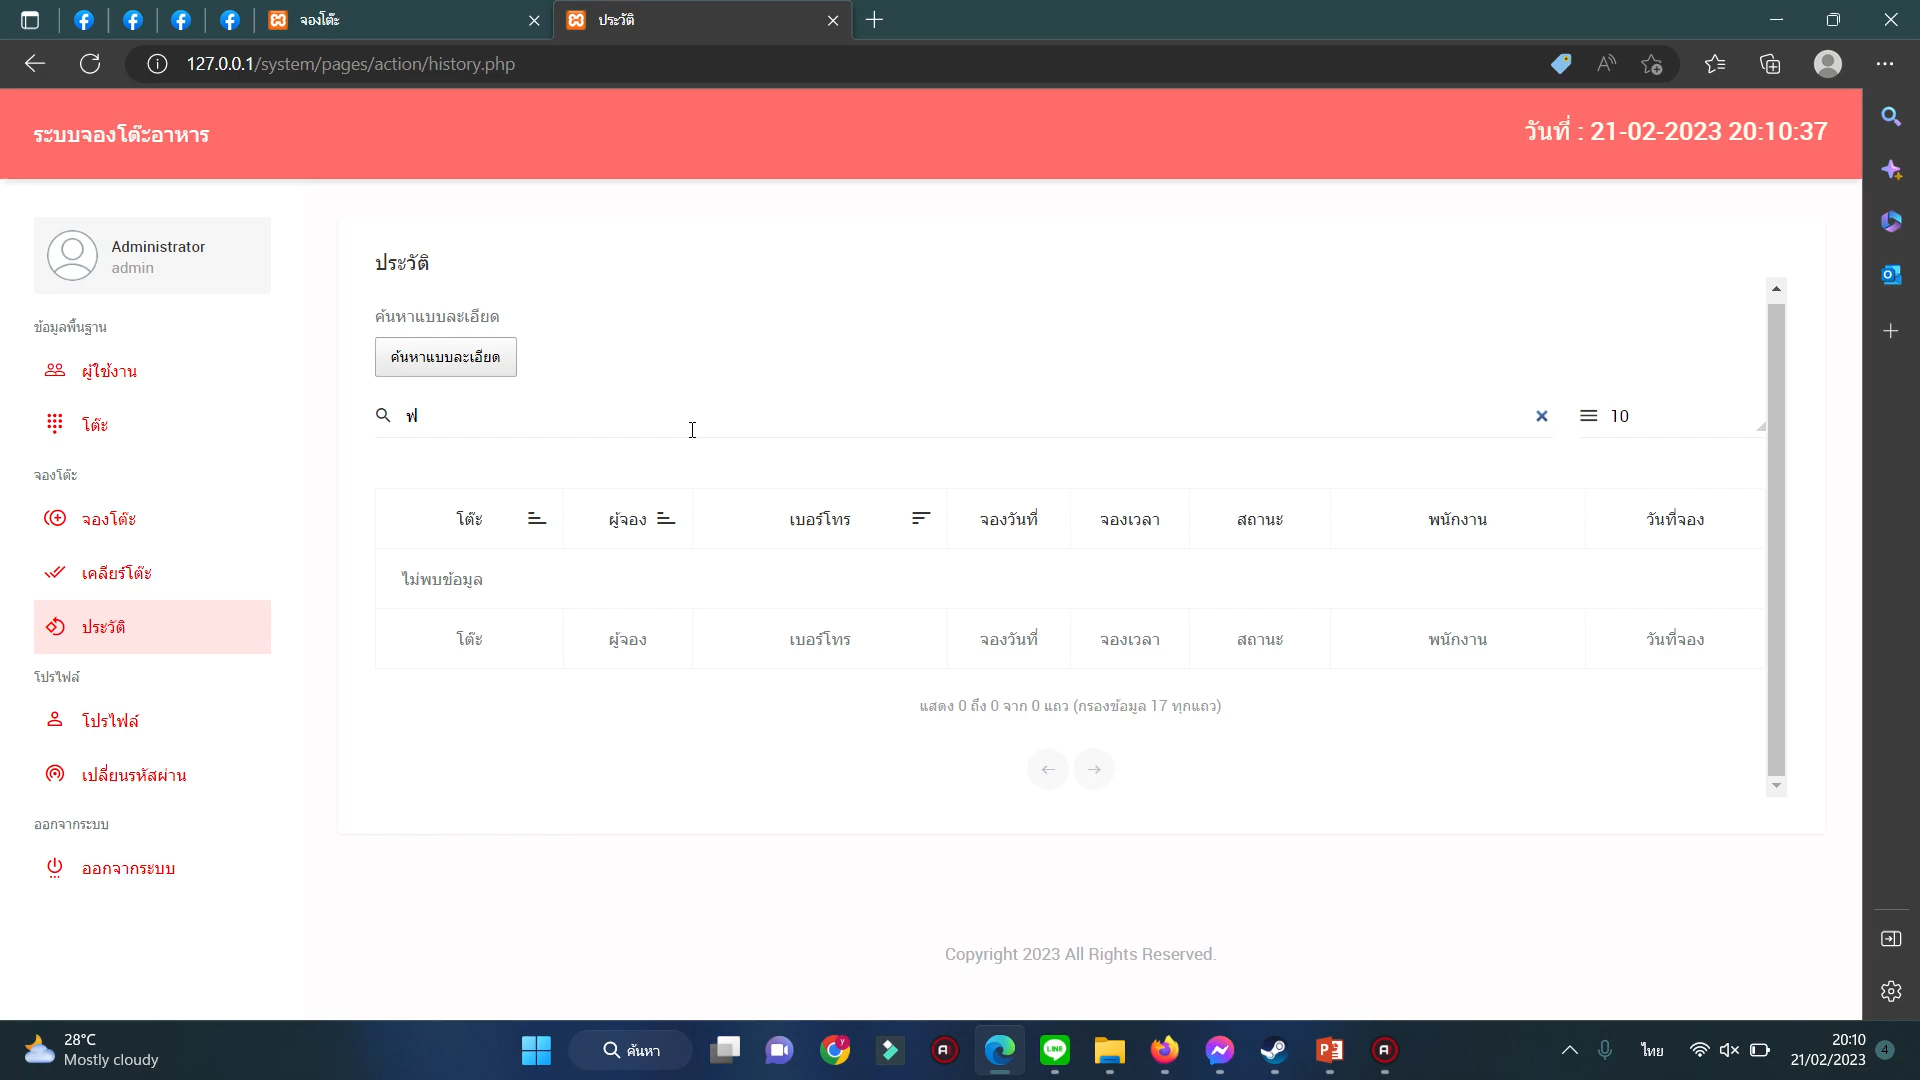 จองโต๊ะ
ประวัติ
127.0.0.1/system/pages/action/history.php
ระบบจองโต๊ะอาหาร
วันที่ : 21-02-2023 20:10:37
Administrator
admin
ข้อมูลพื้นฐาน
ผู้ใช้งาน
โต๊ะ
จองโต๊ะ
จองโต๊ะ
เคลียร์โต๊ะ
ประวัติ
โปรไฟล์
โปรไฟล์
เปลี่ยนรหัสผ่าน
ออกจากระบบ
ออกจากระบบ
ประวัติ
ค้นหาแบบละเอียด
ค้นหาแบบละเอียด
ฟ 10
โต๊ะ ผู้จอง เบอร์โทร จองวันที่ จองเวลา สถานะ พนักงาน วันที่จอง
ไม่พบข้อมูล
โต๊ะ ผู้จอง เบอร์โทร จองวันที่ จองเวลา สถานะ พนักงาน วันที่จอง
แสดง 0 ถึง 0 จาก 0 แถว (กรองข้อมูล 17 ทุกแถว)
Copyright 2023 All Rights Reserved.
28°C
Mostly cloudy
ค้นหา
LINE
ไทย
20:10
21/02/2023
4